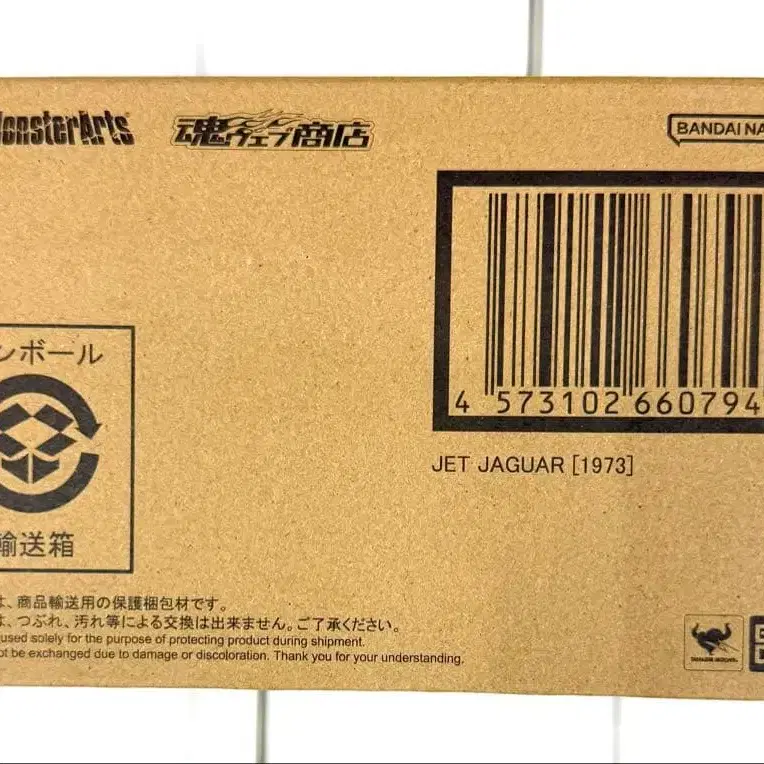 MonsterArts 魂ウェブ商店
BANDAI NA
4 573102 660794
JET JAGUAR [1973]
ンボール
輸送箱
は、商品輸送用の保護梱包材です。
は、つぶれ、汚れ等による交換は出来ません。ご了承ください。
used solely for the purpose of protecting product during shipment.
ot be exchanged due to damage or discoloration. Thank you for your understanding.